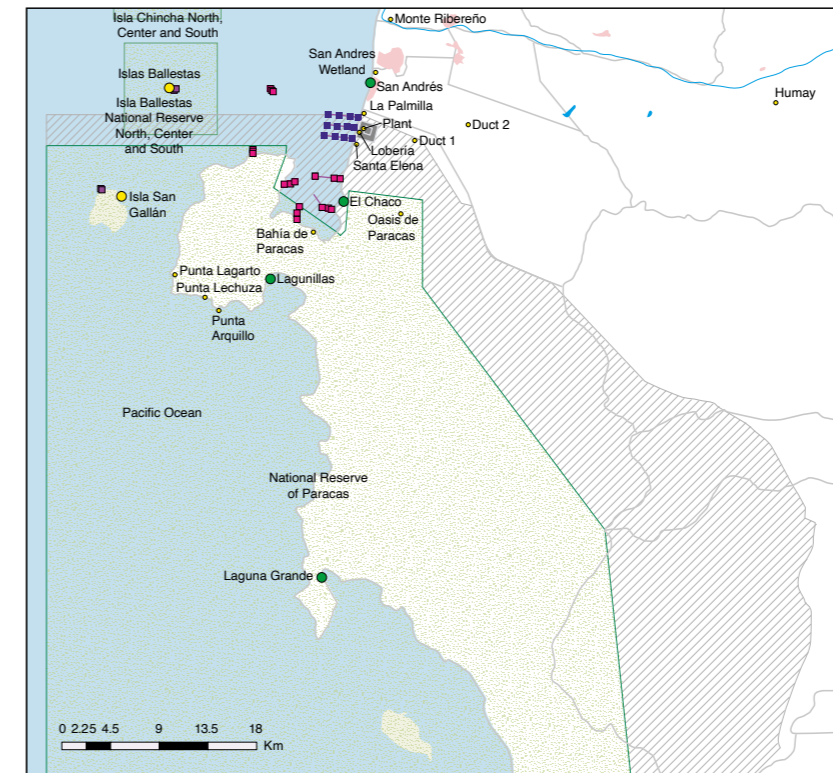 Isla Chincha North,
Center and South
Monte Ribereño
San Andres
Wetland
Islas Ballestas
San Andrés
Isla Ballestas
National Reserve
North, Center
and South
La Palmilla
Humay
Plant
Duct 2
Duct 1
Loberia
Santa Elena
Isla San
Gallán
El Chaco
Oasis de
Paracas
Bahía de
Paracas
Punta Lagarto
Lagunillas
Punta Lechuza
Punta
Arquillo
Pacific Ocean
National Reserve
of Paracas
Laguna Grande
0 2.25 4.5 9 13.5 18
Km